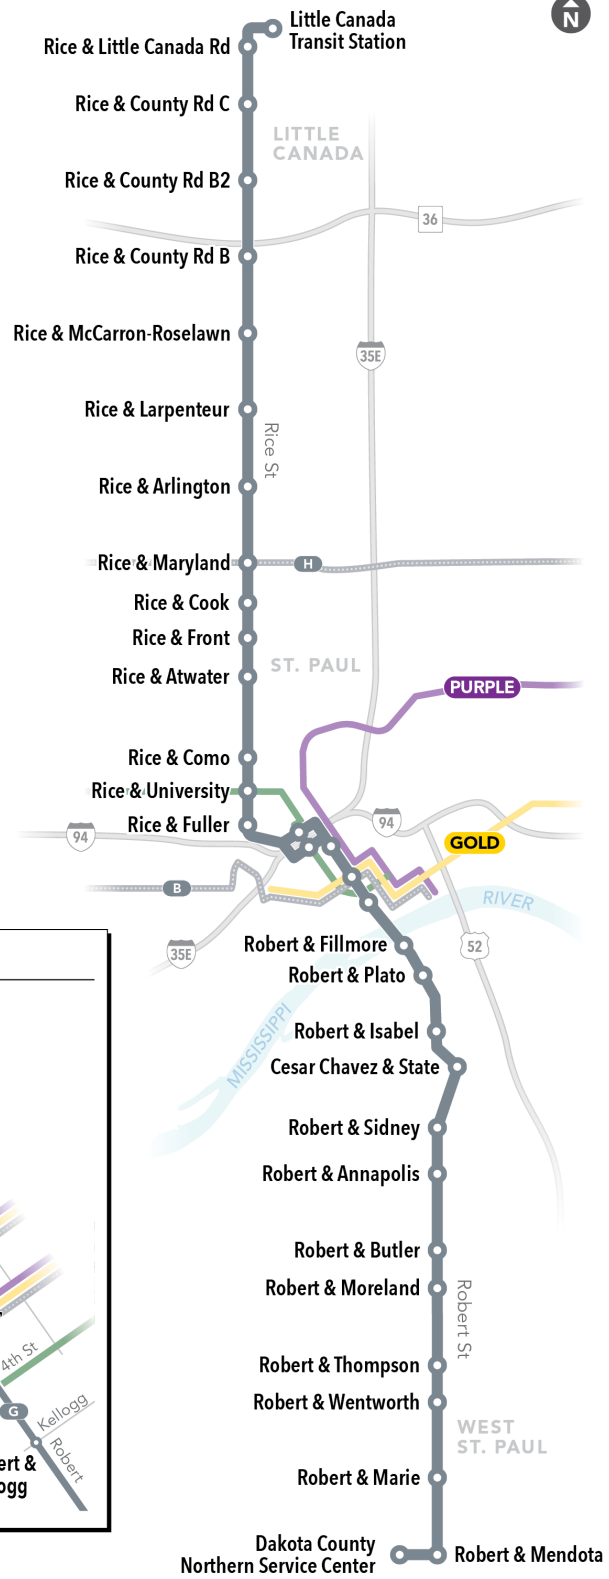 N
Little Canada
Transit Station
Rice & Little Canada Rd
Rice & County Rd C
LITTLE
CANADA
Rice & County Rd B2
36
Rice & County Rd B
Rice & McCarron-Roselawn
35E
Rice & Larpenteur
Rice St
Rice & Arlington
Rice & Maryland
H
Rice & Cook
Rice & Front
ST. PAUL
Rice & Atwater
PURPLE
Rice & Como
Rice & University
Rice & Fuller
94
94
GOLD
B
RIVER
35E
Robert & Fillmore
52
Robert & Plato
MISSISSIPPI
Robert & Isabel
Cesar Chavez & State
Robert & Sidney
Robert & Annapolis
Robert & Butler
Robert & Moreland
Robert St
4th St
Robert & Thompson
G
Kellogg
Robert & Wentworth
WEST
ST. PAUL
Robert
ert &
ogg
Robert & Marie
Dakota County
Northern Service Center
Robert & Mendota